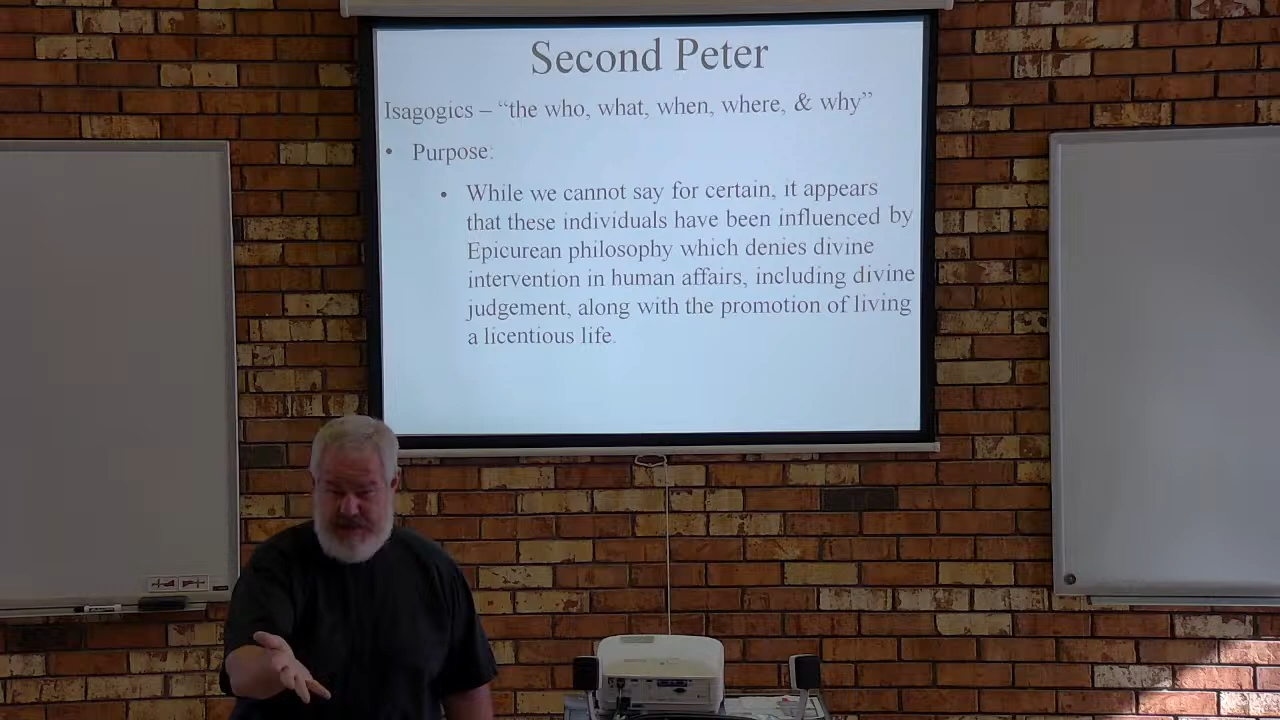 Second Peter
Isagogics – “the who, what, when, where, & why”
• Purpose:
• While we cannot say for certain, it appears
that these individuals have been influenced by
Epicurean philosophy which denies divine
intervention in human affairs, including divine
judgement, along with the promotion of living
a licentious life.